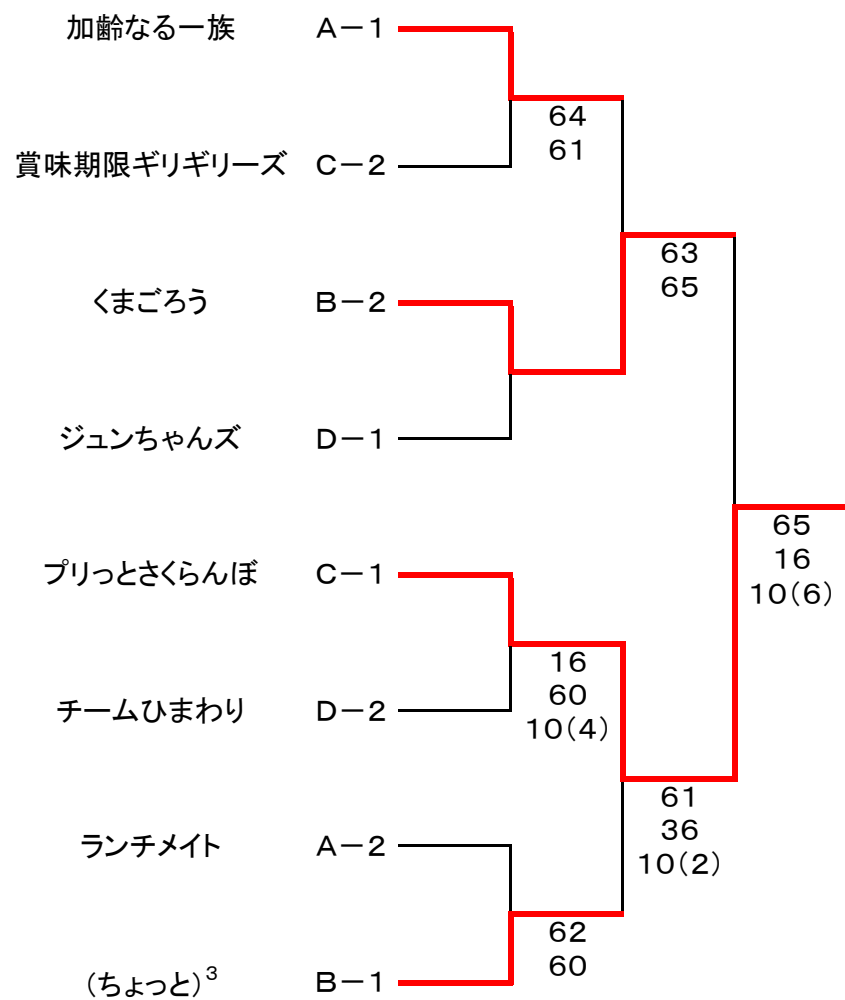 加齢なる一族 A－1
64
61
賞味期限ギリギリーズ C－2
63
65
くまごろう B－2
ジュンちゃんズ D－1
65
16
10(6)
プリっとさくらんぼ C－1
16
60
10(4)
チームひまわり D－2
61
36
10(2)
ランチメイト A－2
62
60
(ちょっと)³ B－1